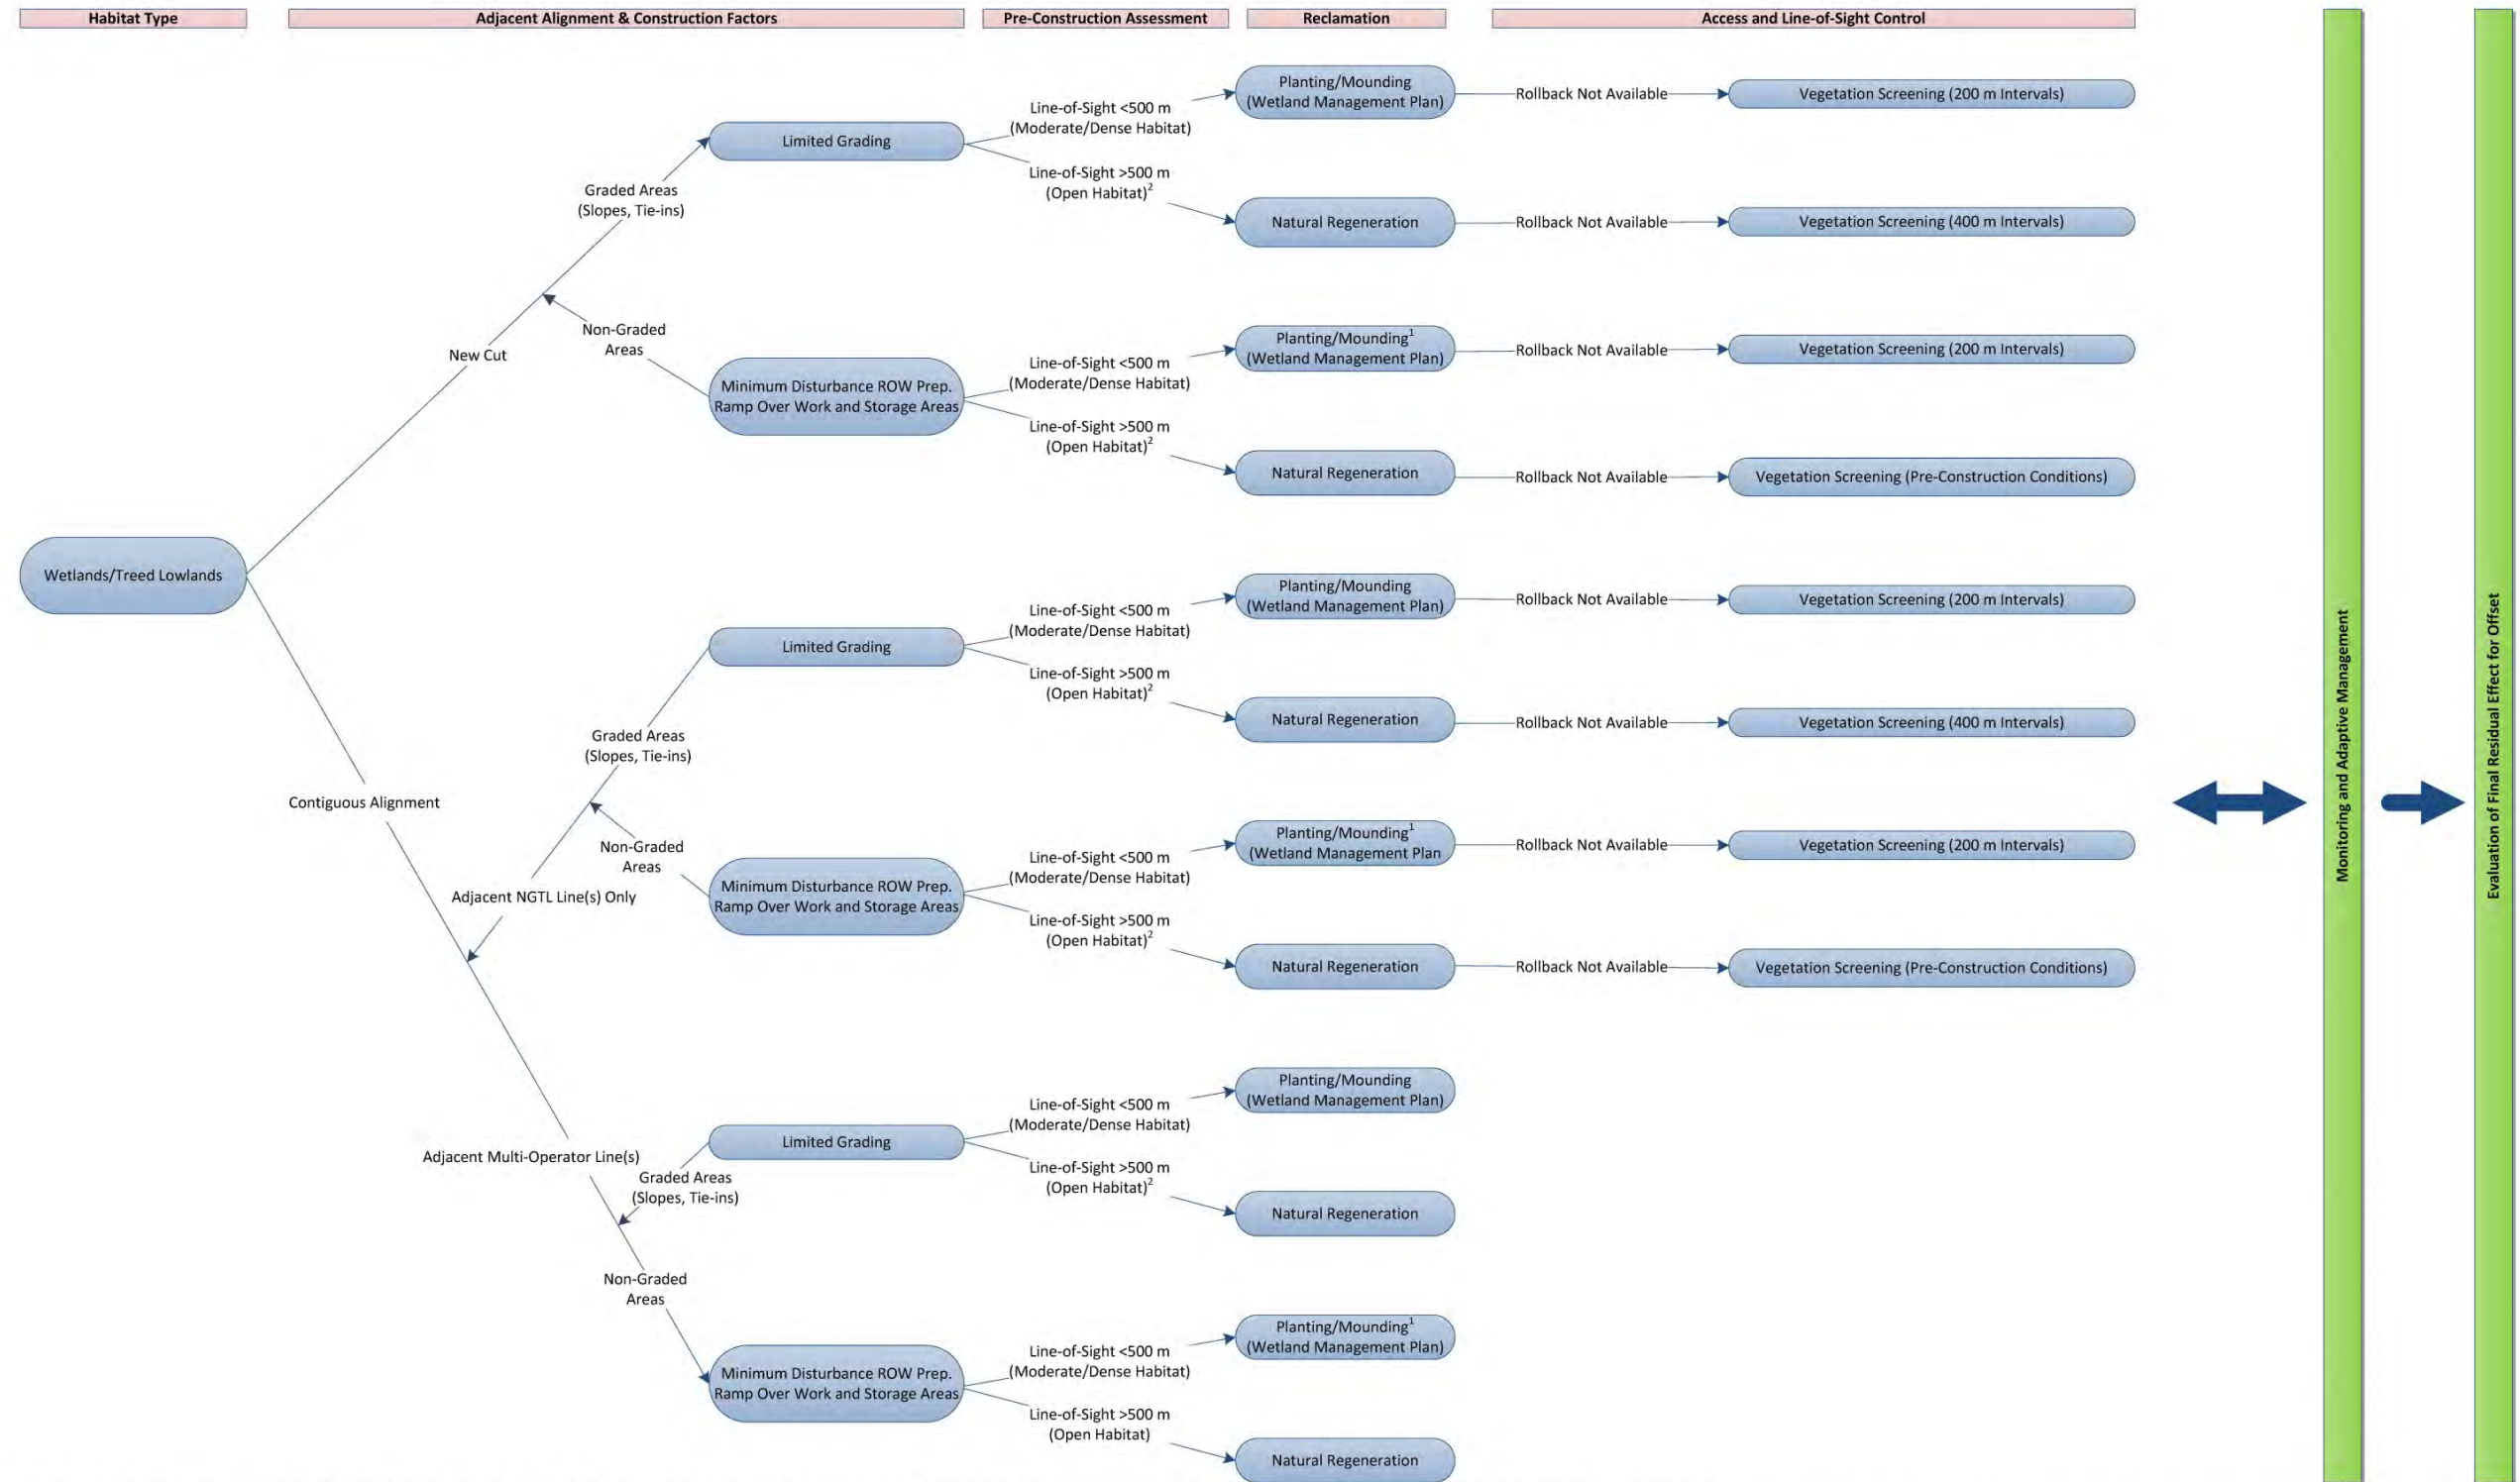 Habitat Type
Adjacent Alignment & Construction Factors
Pre-Construction Assessment
Reclamation
Access and Line-of-Sight Control
Wetlands/Treed Lowlands
New Cut
Graded Areas
(Slopes, Tie-ins)
Limited Grading
Line-of-Sight <500 m
(Moderate/Dense Habitat)
Planting/Mounding
(Wetland Management Plan)
Rollback Not Available
Vegetation Screening (200 m Intervals)
Line-of-Sight >500 m
(Open Habitat)2
Natural Regeneration
Rollback Not Available
Vegetation Screening (400 m Intervals)
Non-Graded
Areas
Minimum Disturbance ROW Prep.
Ramp Over Work and Storage Areas
Line-of-Sight <500 m
(Moderate/Dense Habitat)
Planting/Mounding1
(Wetland Management Plan)
Rollback Not Available
Vegetation Screening (200 m Intervals)
Line-of-Sight >500 m
(Open Habitat)2
Natural Regeneration
Rollback Not Available
Vegetation Screening (Pre-Construction Conditions)
Contiguous Alignment
Adjacent NGTL Line(s) Only
Graded Areas
(Slopes, Tie-ins)
Limited Grading
Line-of-Sight <500 m
(Moderate/Dense Habitat)
Planting/Mounding
(Wetland Management Plan)
Rollback Not Available
Vegetation Screening (200 m Intervals)
Line-of-Sight >500 m
(Open Habitat)2
Natural Regeneration
Rollback Not Available
Vegetation Screening (400 m Intervals)
Non-Graded
Areas
Minimum Disturbance ROW Prep.
Ramp Over Work and Storage Areas
Line-of-Sight <500 m
(Moderate/Dense Habitat)
Planting/Mounding1
(Wetland Management Plan
Rollback Not Available
Vegetation Screening (200 m Intervals)
Line-of-Sight >500 m
(Open Habitat)2
Natural Regeneration
Rollback Not Available
Vegetation Screening (Pre-Construction Conditions)
Adjacent Multi-Operator Line(s)
Graded Areas
(Slopes, Tie-ins)
Limited Grading
Line-of-Sight <500 m
(Moderate/Dense Habitat)
Planting/Mounding
(Wetland Management Plan)
Line-of-Sight >500 m
(Open Habitat)2
Natural Regeneration
Non-Graded
Areas
Minimum Disturbance ROW Prep.
Ramp Over Work and Storage Areas
Line-of-Sight <500 m
(Moderate/Dense Habitat)
Planting/Mounding1
(Wetland Management Plan)
Line-of-Sight >500 m
(Open Habitat)
Natural Regeneration
Monitoring and Adaptive Management
Evaluation of Final Residual Effect for Offset